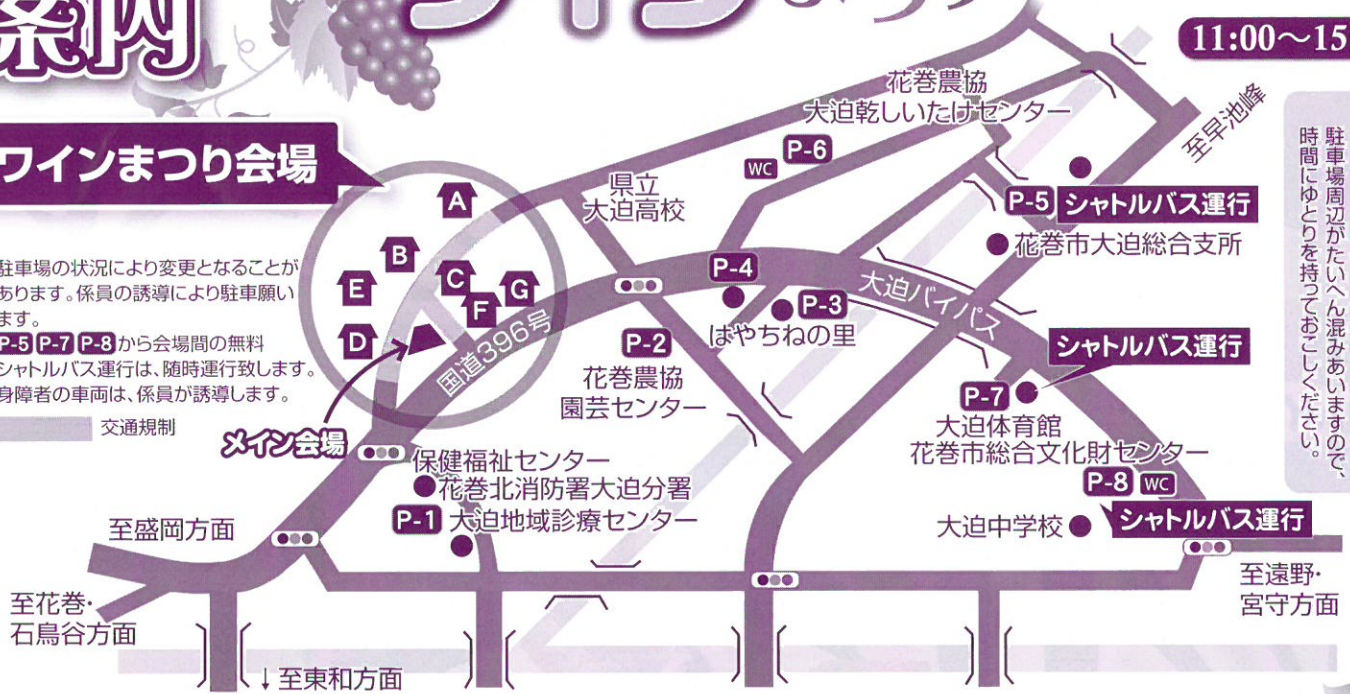 案内
ワインまつり
11:00～15
ワインまつり会場
駐車場の状況により変更となることが
あります。係員の誘導により駐車願い
ます。
P-5 P-7 P-8から会場間の無料
シャトルバス運行は、随時運行致します。
身障者の車両は、係員が誘導します。
交通規制
メイン会場
A
B
C
E
F
G
D
国道396号
花巻農協
大迫乾しいたけセンター
P-6
WC
県立
大迫高校
至早池峰
P-5 シャトルバス運行
花巻市大迫総合支所
駐車場周辺がたいへん混みあいますので、
時間にゆとりを持っておこしください。
P-4
P-3
はやちねの里
大迫バイパス
P-2
花巻農協
園芸センター
シャトルバス運行
P-7
大迫体育館
花巻市総合文化財センター
P-8 WC
シャトルバス運行
大迫中学校
保健福祉センター
花巻北消防署大迫分署
P-1 大迫地域診療センター
至盛岡方面
至花巻・
石鳥谷方面
↓至東和方面
至遠野・
宮守方面